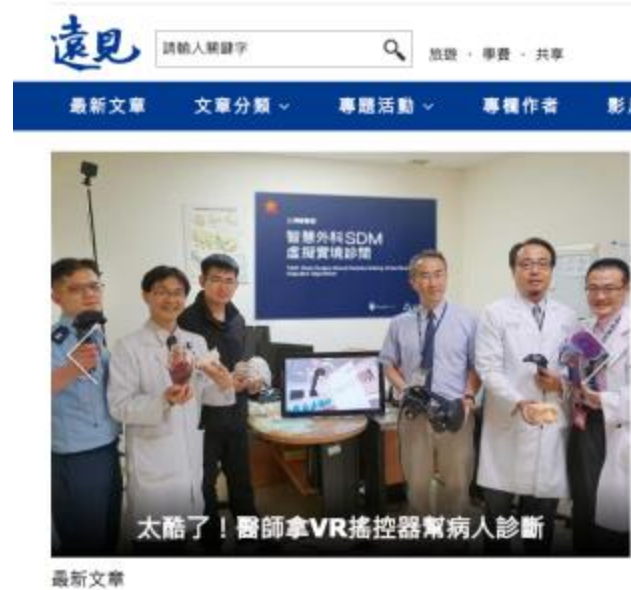 遠見
請輸入關鍵字
旅遊 · 學費 · 共享
最新文章 文章分類 專題活動 專欄作者
智慧外科SDM
虛擬實境診間
太酷了！醫師拿VR搖控器幫病人診斷
最新文章